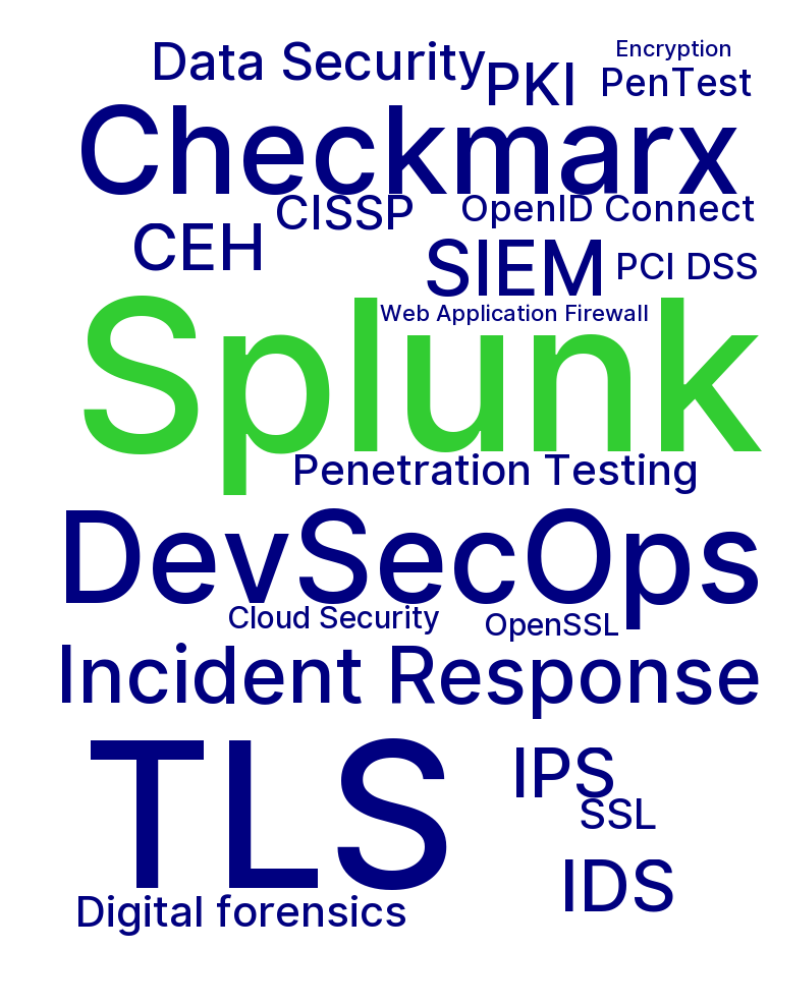 Encryption
Data Security
PKI
PenTest
Checkmarx
CISSP
OpenID Connect
CEH
SIEM
PCI DSS
Web Application Firewall
Splunk
Penetration Testing
DevSecOps
Cloud Security
OpenSSL
Incident Response
TLS
IPS
SSL
IDS
Digital forensics